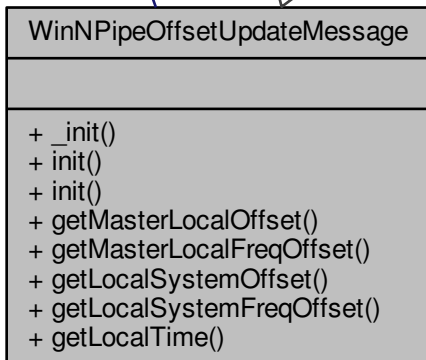 WinNPipeOffsetUpdateMessage
+ _init()
+ init()
+ init()
+ getMasterLocalOffset()
+ getMasterLocalFreqOffset()
+ getLocalSystemOffset()
+ getLocalSystemFreqOffset()
+ getLocalTime()